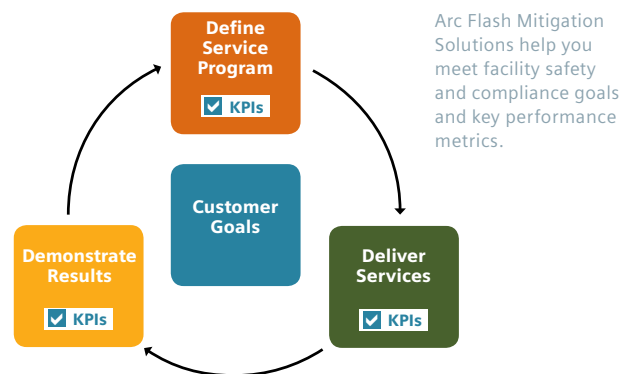 Define
Service
Program
KPIs
Arc Flash Mitigation
Solutions help you
meet facility safety
and compliance goals
and key performance
metrics.
Customer
Goals
Demonstrate
Results
KPIs
Deliver
Services
KPIs